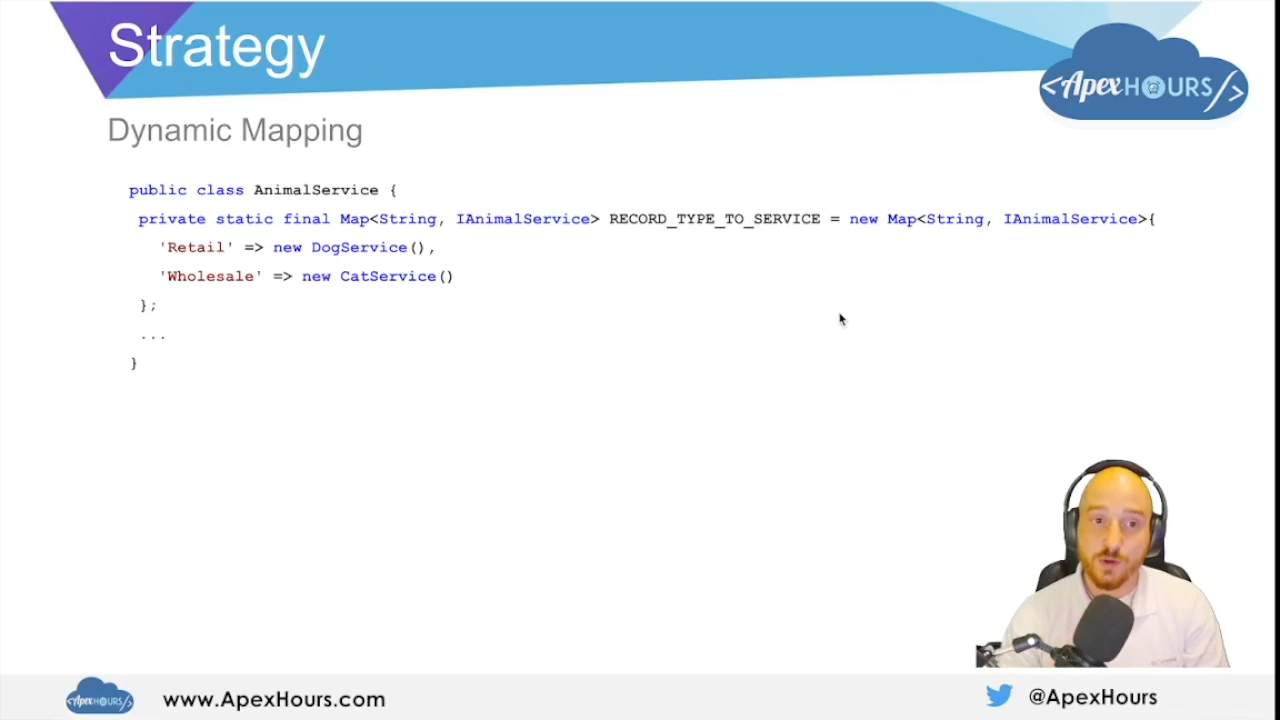 Strategy
<ApexHOURS/>
Dynamic Mapping
public class AnimalService {
private static final Map<String, IAnimalService> RECORD_TYPE_TO_SERVICE = new Map<String, IAnimalService>{
'Retail' => new DogService(),
'Wholesale' => new CatService()
};
...
}
<ApexHOURS/>
www.ApexHours.com
@ApexHours